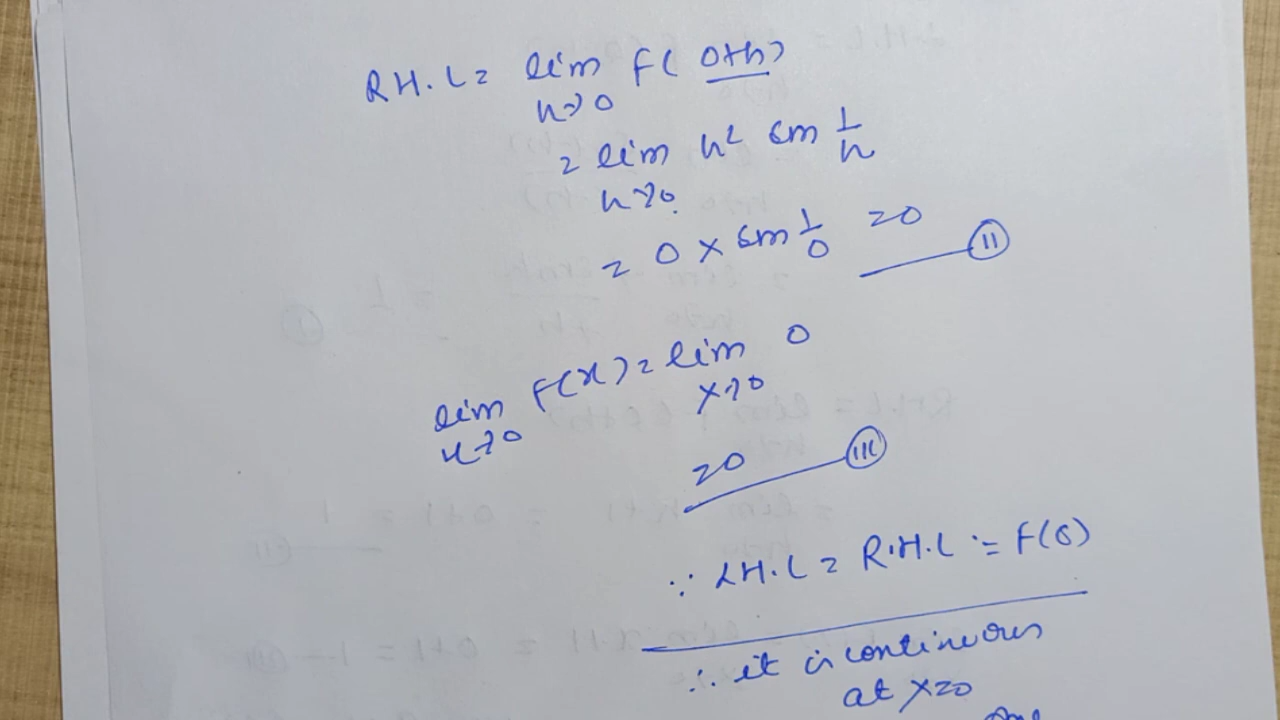 R.H.L = lim f(0+h)
h→0
= lim h² sin 1/h
h→0
= 0 × sin 1/0 = 0 (II)
lim f(x) = lim 0
x→0 x→0
= 0 (III)
∵ L.H.L = R.H.L = f(0)
∴ it is continuous
at x=0
Ans